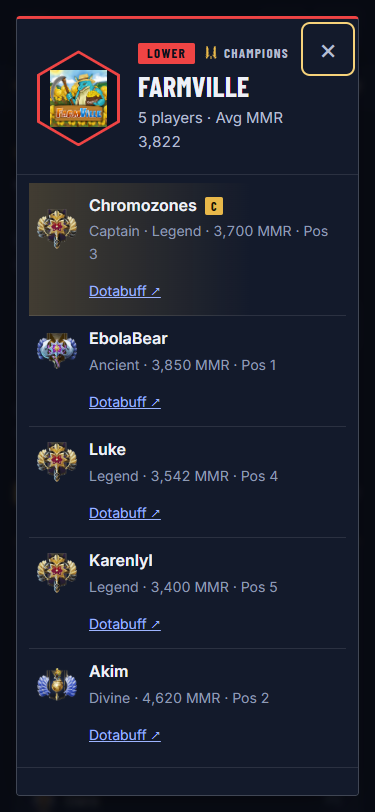 LOWER CHAMPIONS
FARMVILLE
5 players · Avg MMR
3,822
Chromozones C
Captain · Legend · 3,700 MMR · Pos
3
Dotabuff ↗
EbolaBear
Ancient · 3,850 MMR · Pos 1
Dotabuff ↗
Luke
Legend · 3,542 MMR · Pos 4
Dotabuff ↗
Karenlyl
Legend · 3,400 MMR · Pos 5
Dotabuff ↗
Akim
Divine · 4,620 MMR · Pos 2
Dotabuff ↗